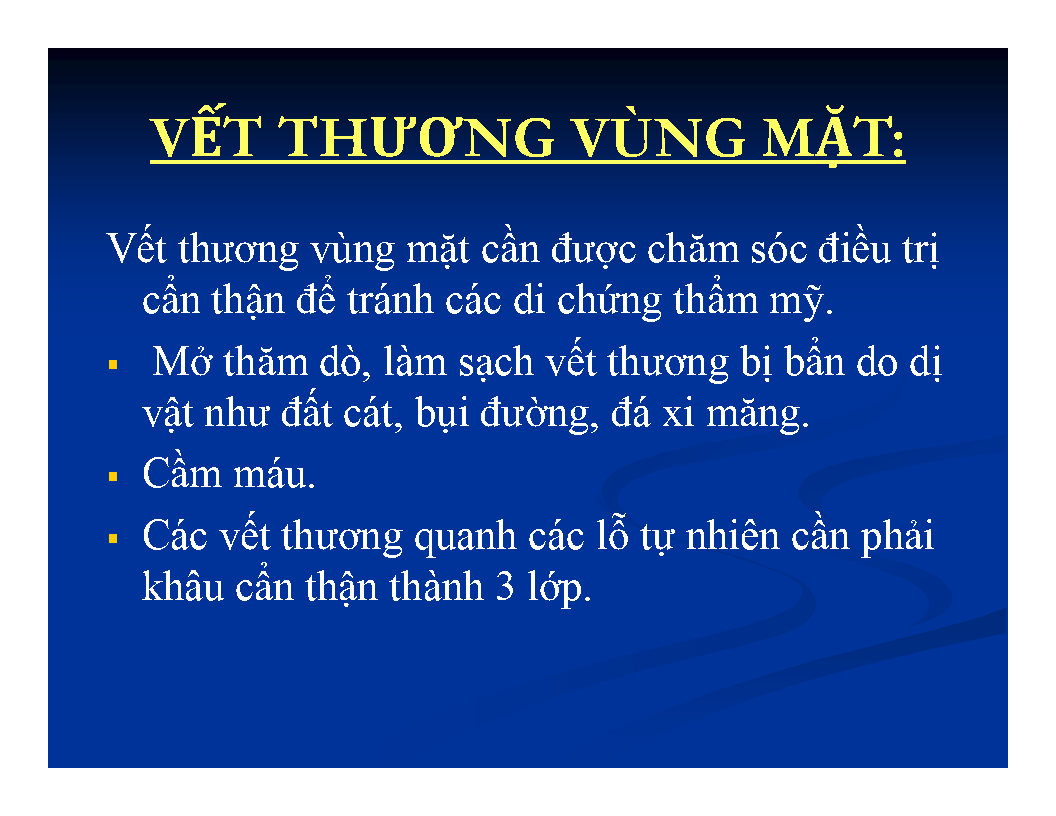 VẾT THƯƠNG VÙNG MẶT:
Vết thương vùng mặt cần được chăm sóc điều trị
cẩn thận để tránh các di chứng thẩm mỹ.
▪ Mở thăm dò, làm sạch vết thương bị bẩn do dị
vật như đất cát, bụi đường, đá xi măng.
▪ Cầm máu.
▪ Các vết thương quanh các lỗ tự nhiên cần phải
khâu cẩn thận thành 3 lớp.